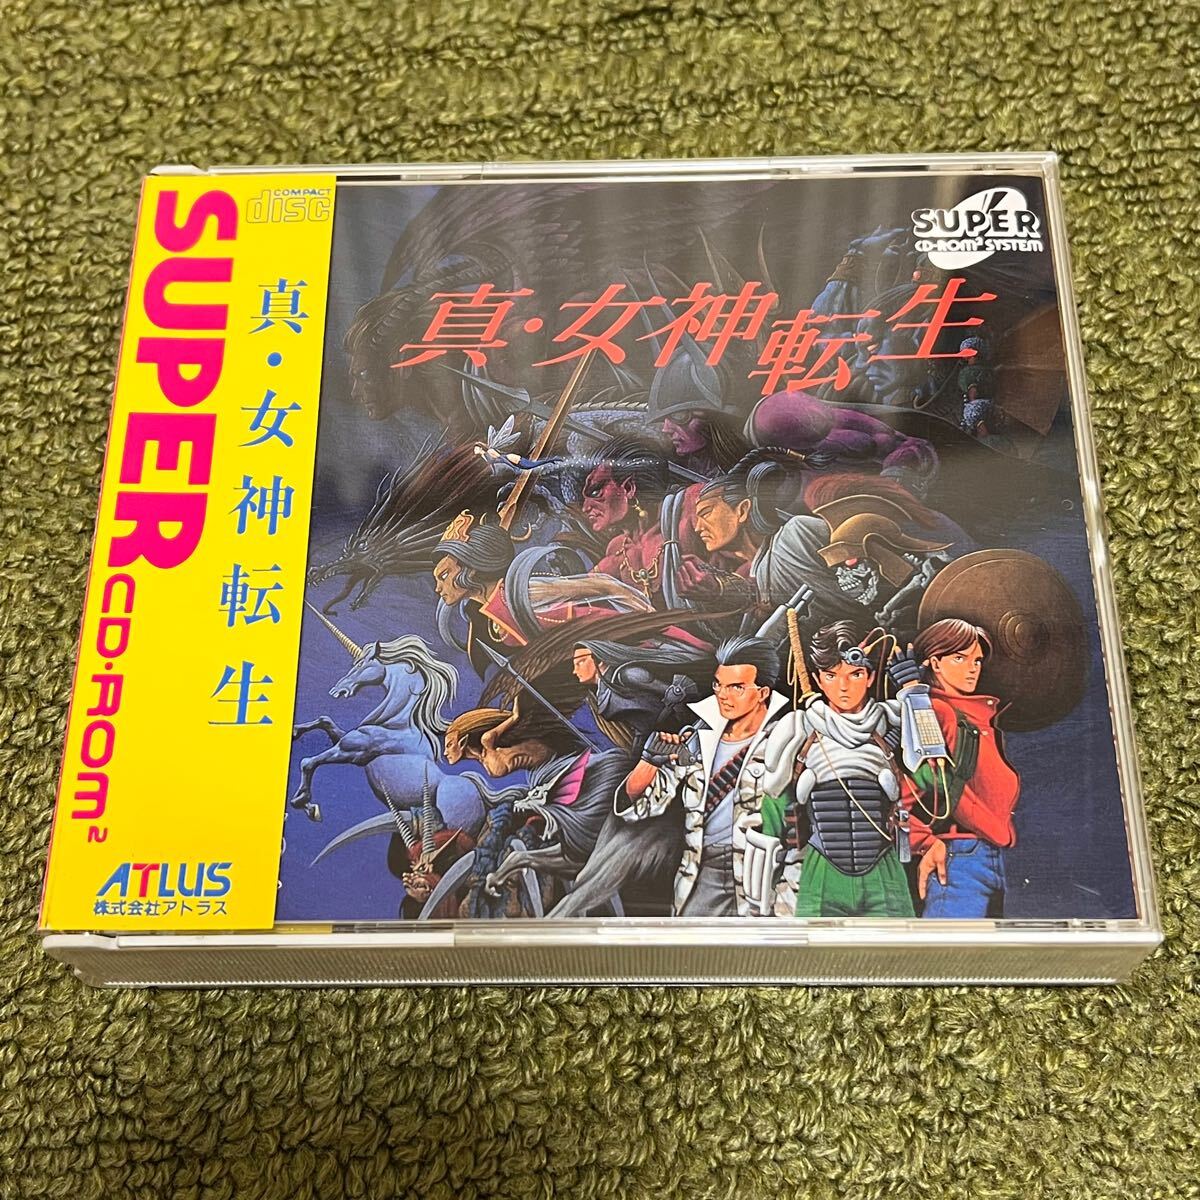 SUPER CD-ROM2
COMPACT
disc
真・女神転生
ATLUS
株式会社アトラス
SUPER
CD-ROM2 SYSTEM
真・女神転生